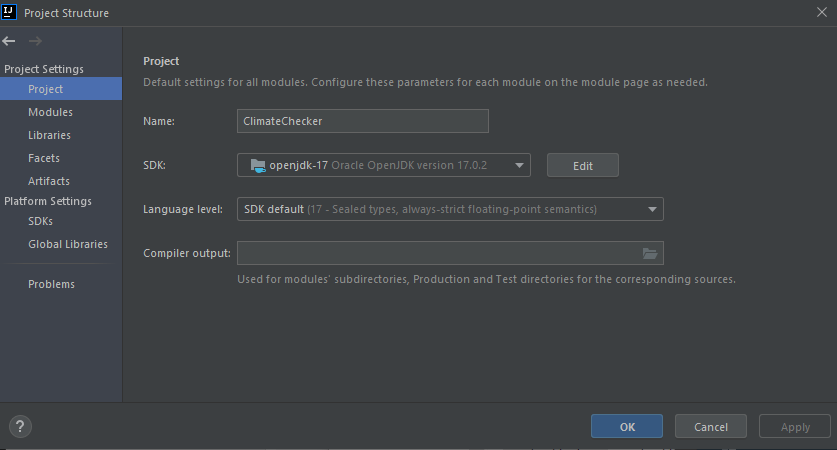 IJ
Project Structure
Project Settings
Project
Modules
Libraries
Facets
Artifacts
Platform Settings
SDKs
Global Libraries
Problems
Project
Default settings for all modules. Configure these parameters for each module on the module page as needed.
Name: ClimateChecker
SDK: openjdk-17 Oracle OpenJDK version 17.0.2 Edit
Language level: SDK default (17 - Sealed types, always-strict floating-point semantics)
Compiler output:
Used for modules' subdirectories, Production and Test directories for the corresponding sources.
? OK Cancel Apply